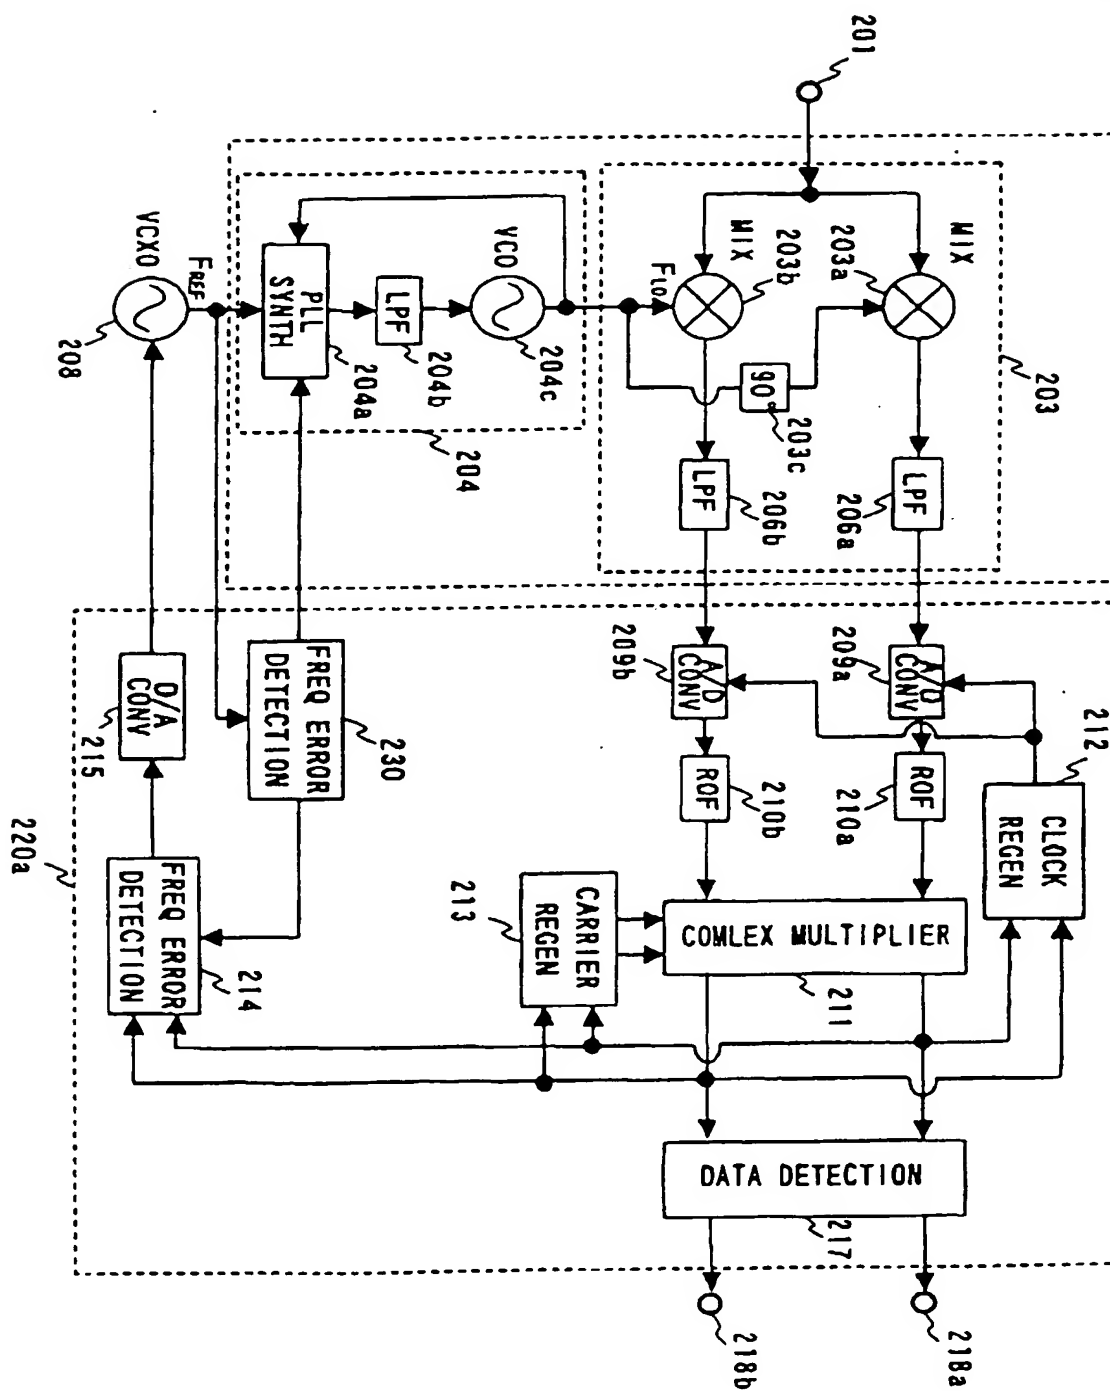 201
MIX
203a
MIX
203b
FLO
90°
203c
203
LPF
206a
LPF
206b
VCO
204c
LPF
204b
PLL
SYNTH
204a
204
VCXO
FREF
208
CLOCK
REGEN
212
A/D
CONV
209a
ROF
210a
A/D
CONV
209b
ROF
210b
COMLEX MULTIPLIER
211
CARRIER
REGEN
213
FREQ ERROR
DETECTION
230
D/A
CONV
215
FREQ ERROR
DETECTION
214
220a
DATA DETECTION
217
218a
218b